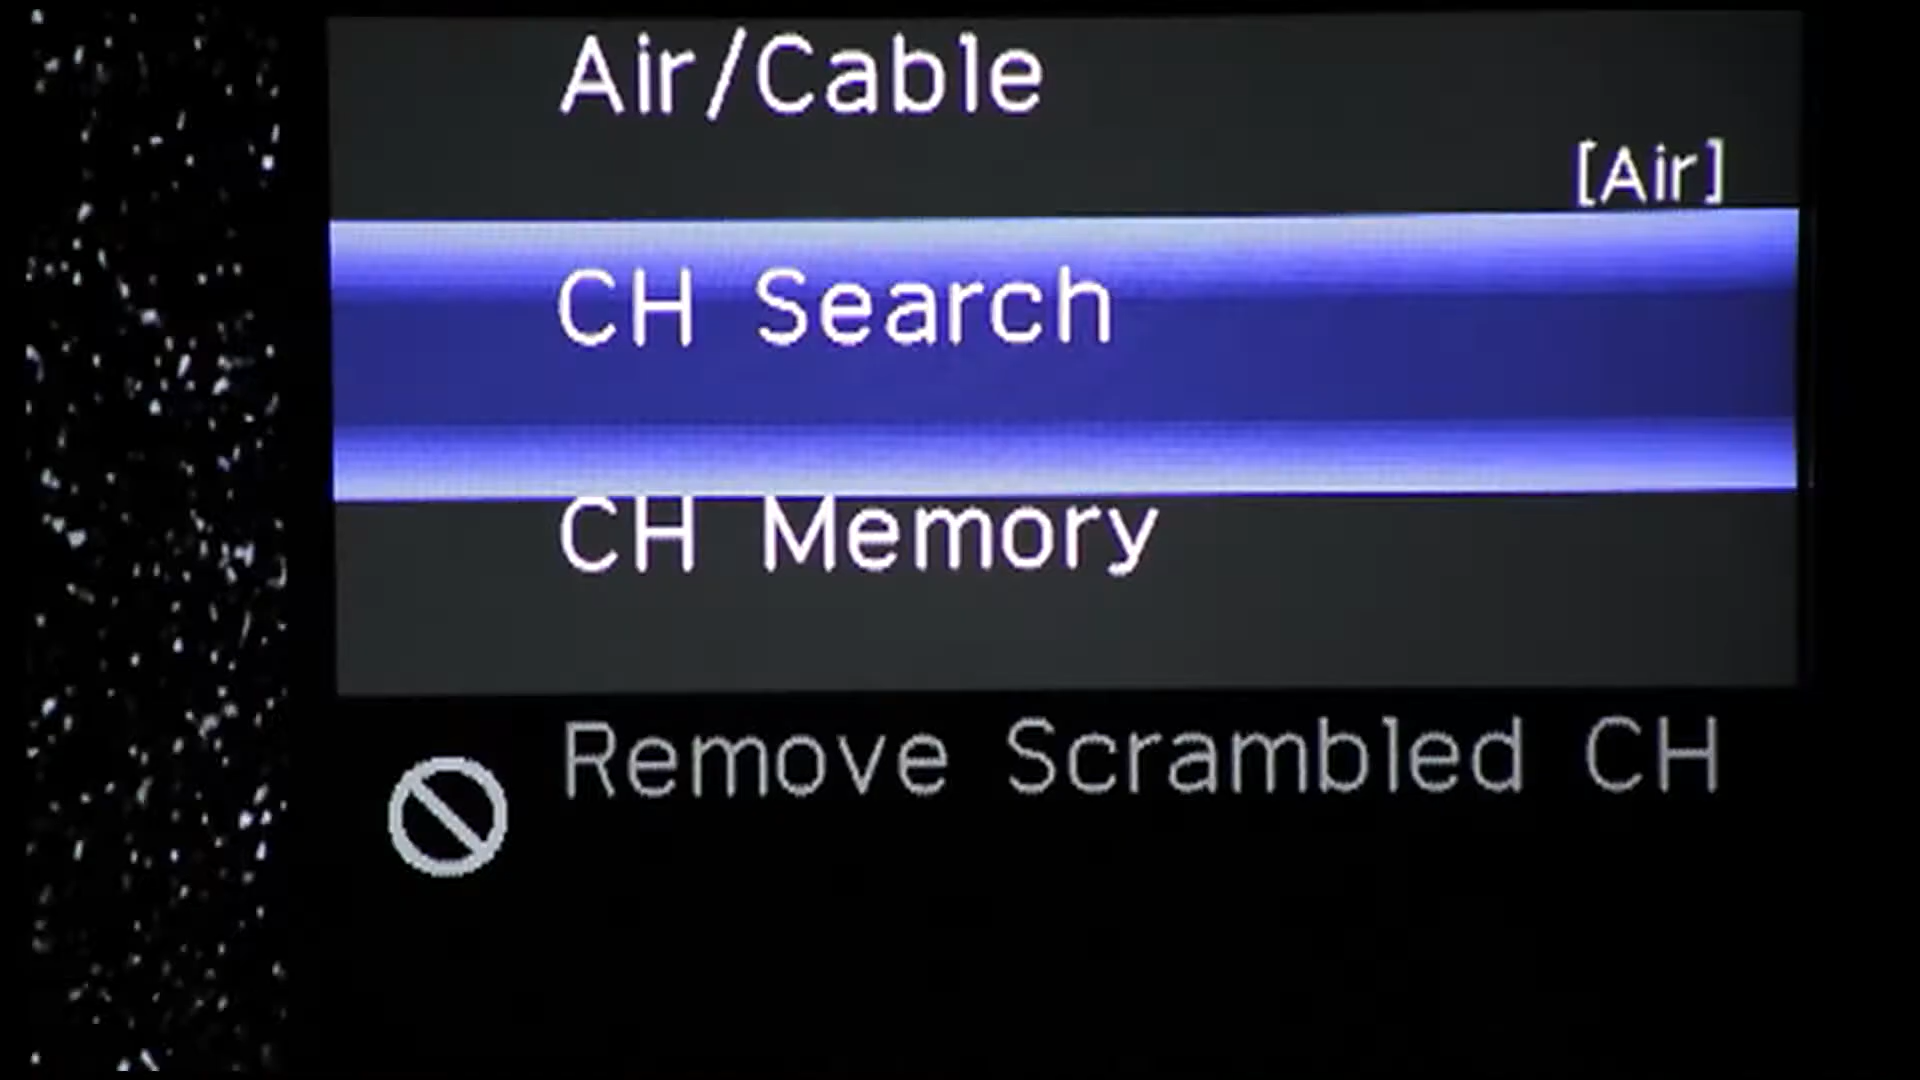 Air/Cable
[Air]
CH Search
CH Memory
Remove Scrambled CH